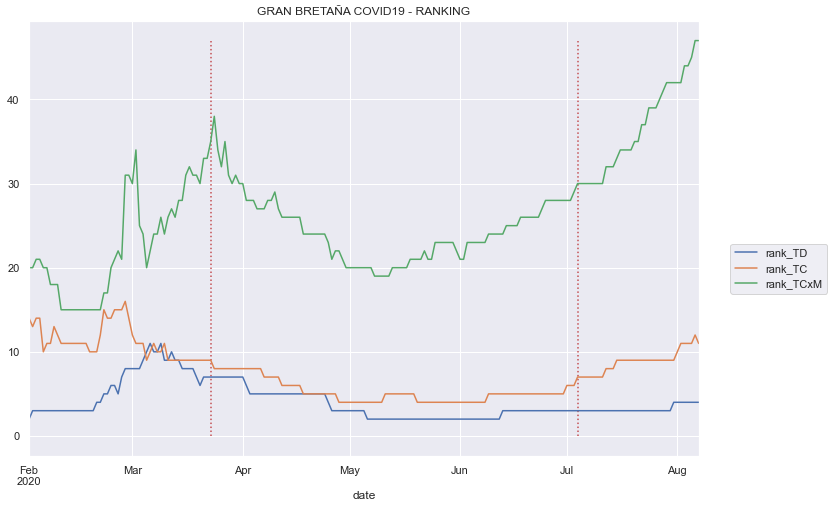 GRAN BRETAÑA COVID19 - RANKING
40
30
20
10
0
Feb
2020
Mar
Apr
May
Jun
Jul
Aug
date
rank_TD
rank_TC
rank_TCxM